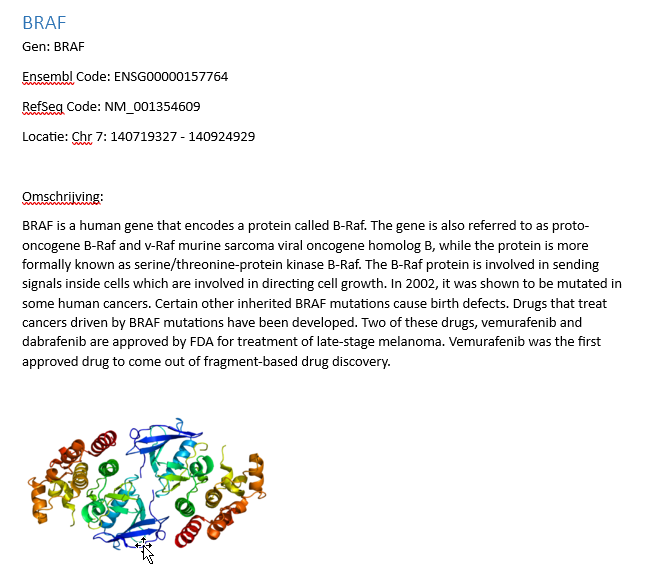 BRAF
Gen: BRAF
Ensembl Code: ENSG00000157764
RefSeq Code: NM_001354609
Locatie: Chr 7: 140719327 - 140924929
Omschrijving:
BRAF is a human gene that encodes a protein called B-Raf. The gene is also referred to as proto-
oncogene B-Raf and v-Raf murine sarcoma viral oncogene homolog B, while the protein is more
formally known as serine/threonine-protein kinase B-Raf. The B-Raf protein is involved in sending
signals inside cells which are involved in directing cell growth. In 2002, it was shown to be mutated in
some human cancers. Certain other inherited BRAF mutations cause birth defects. Drugs that treat
cancers driven by BRAF mutations have been developed. Two of these drugs, vemurafenib and
dabrafenib are approved by FDA for treatment of late-stage melanoma. Vemurafenib was the first
approved drug to come out of fragment-based drug discovery.